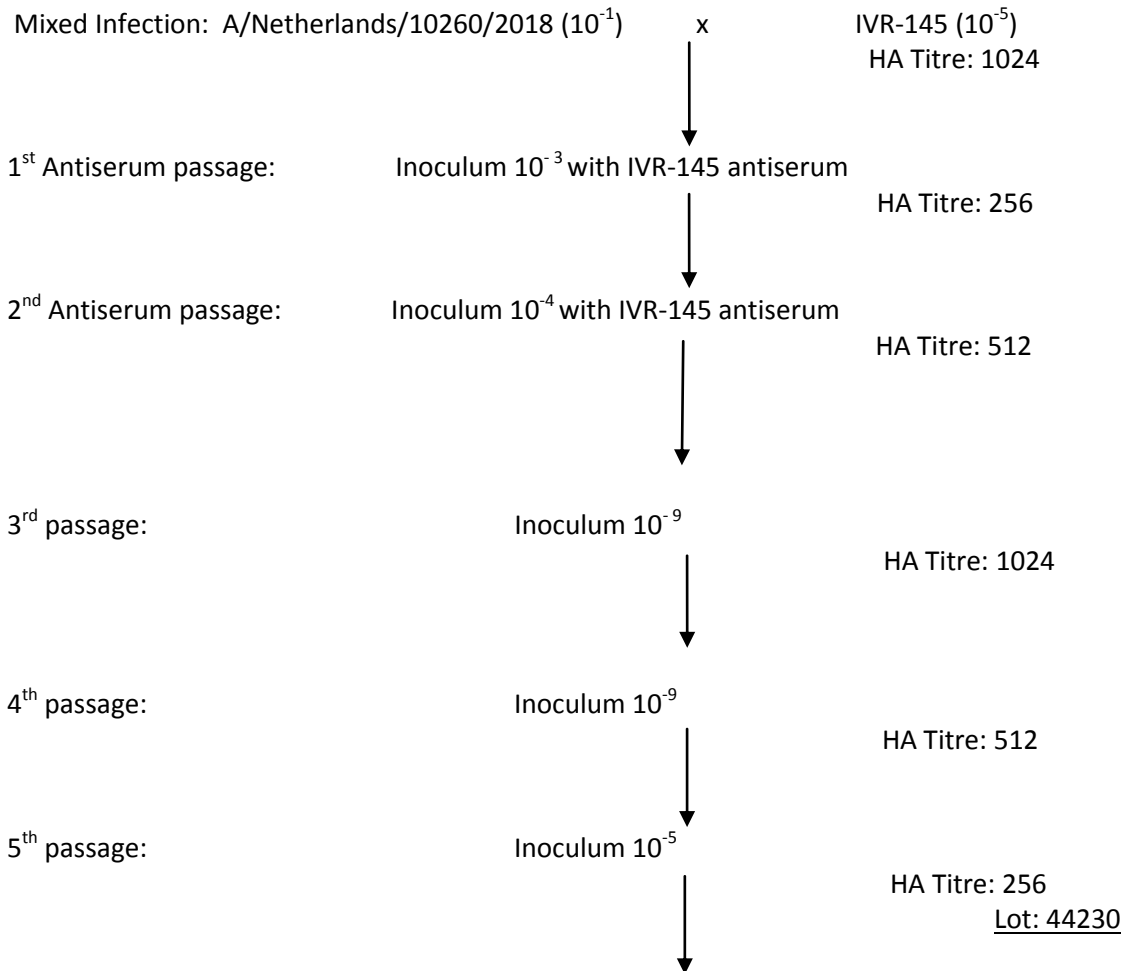 Mixed Infection: A/Netherlands/10260/2018 (10⁻¹) x IVR-145 (10⁻⁵)
HA Titre: 1024
1ˢᵗ Antiserum passage: Inoculum 10⁻³ with IVR-145 antiserum
HA Titre: 256
2ⁿᵈ Antiserum passage: Inoculum 10⁻⁴ with IVR-145 antiserum
HA Titre: 512
3ʳᵈ passage: Inoculum 10⁻⁹
HA Titre: 1024
4ᵗʰ passage: Inoculum 10⁻⁹
HA Titre: 512
5ᵗʰ passage: Inoculum 10⁻⁵
HA Titre: 256
Lot: 44230